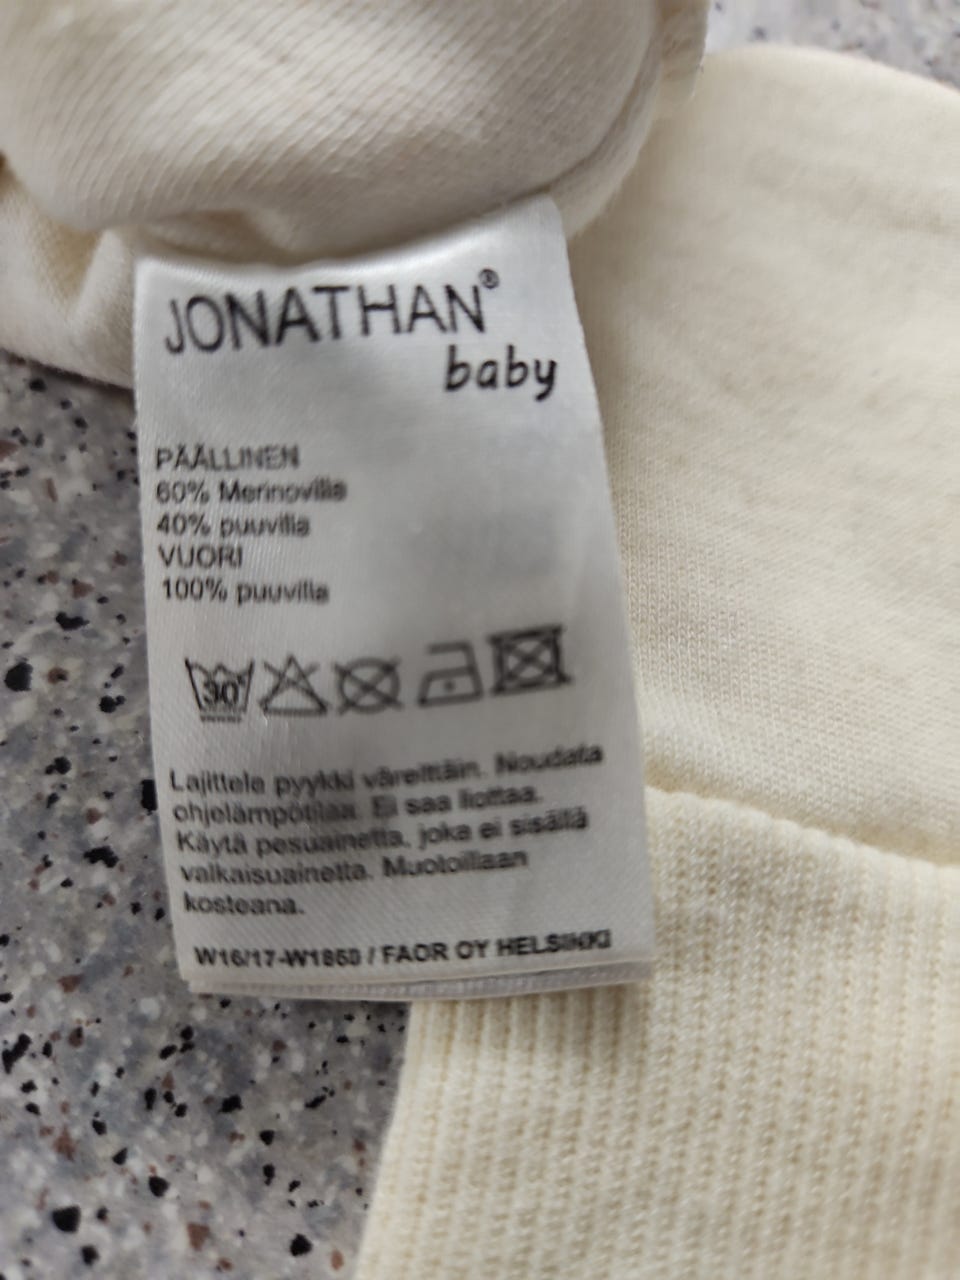 JONATHAN®
baby
PÄÄLLINEN
60% Merinovilla
40% puuvilla
VUORI
100% puuvilla
30
Lajittele pyykki väreittäin. Noudata
ohjelämpötilaa. Ei saa liottaa.
Käytä pesuainetta, joka ei sisällä
valkaisuainetta. Muotoillaan
kosteana.
W16/17-W1860 / FAOR OY HELSINKI